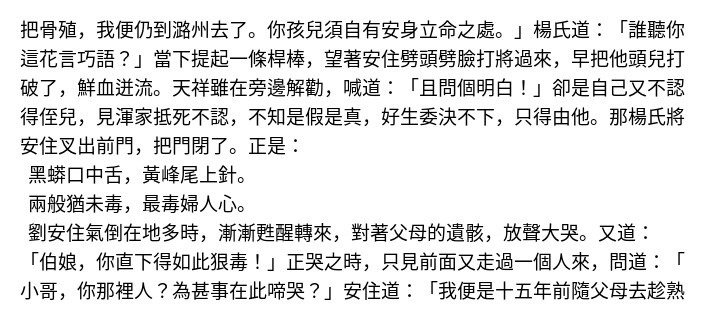 把骨殖，我便仍到潞州去了。你孩兒須自有安身立命之處。」楊氏道：「誰聽你
這花言巧語？」當下提起一條桿棒，望著安住劈頭劈臉打將過來，早把他頭兒打
破了，鮮血迸流。天祥雖在旁邊解勸，喊道：「且問個明白！」卻是自己又不認
得侄兒，見渾家抵死不認，不知是假是真，好生委決不下，只得由他。那楊氏將
安住叉出前門，把門閉了。正是：
黑蟒口中舌，黃峰尾上針。
兩般猶未毒，最毒婦人心。
劉安住氣倒在地多時，漸漸甦醒轉來，對著父母的遺骸，放聲大哭。又道：
「伯娘，你直下得如此狠毒！」正哭之時，只見前面又走過一個人來，問道：「
小哥，你那裡人？為甚事在此啼哭？」安住道：「我便是十五年前隨父母去趁熟